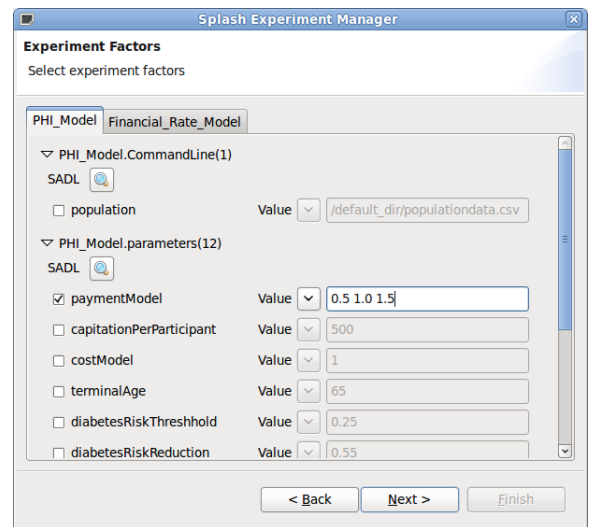 Splash Experiment Manager
Experiment Factors
Select experiment factors
PHI_Model Financial_Rate_Model
PHI_Model.CommandLine(1)
SADL
population Value /default_dir/populationdata.csv
PHI_Model.parameters(12)
SADL
paymentModel Value 0.5 1.0 1.5
capitationPerParticipant Value 500
costModel Value 1
terminalAge Value 65
diabetesRiskThreshhold Value 0.25
diabetesRiskReduction Value 0.55
< Back Next > Finish